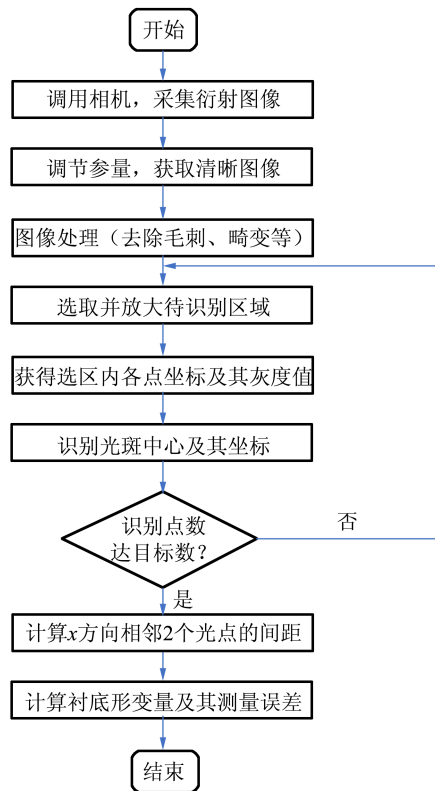 开始
调用相机，采集衍射图像
调节参量，获取清晰图像
图像处理（去除毛刺、畸变等）
选取并放大待识别区域
获得选区内各点坐标及其灰度值
识别光斑中心及其坐标
识别点数
达目标数？
否
是
计算x方向相邻2个光点的间距
计算衬底形变量及其测量误差
结束